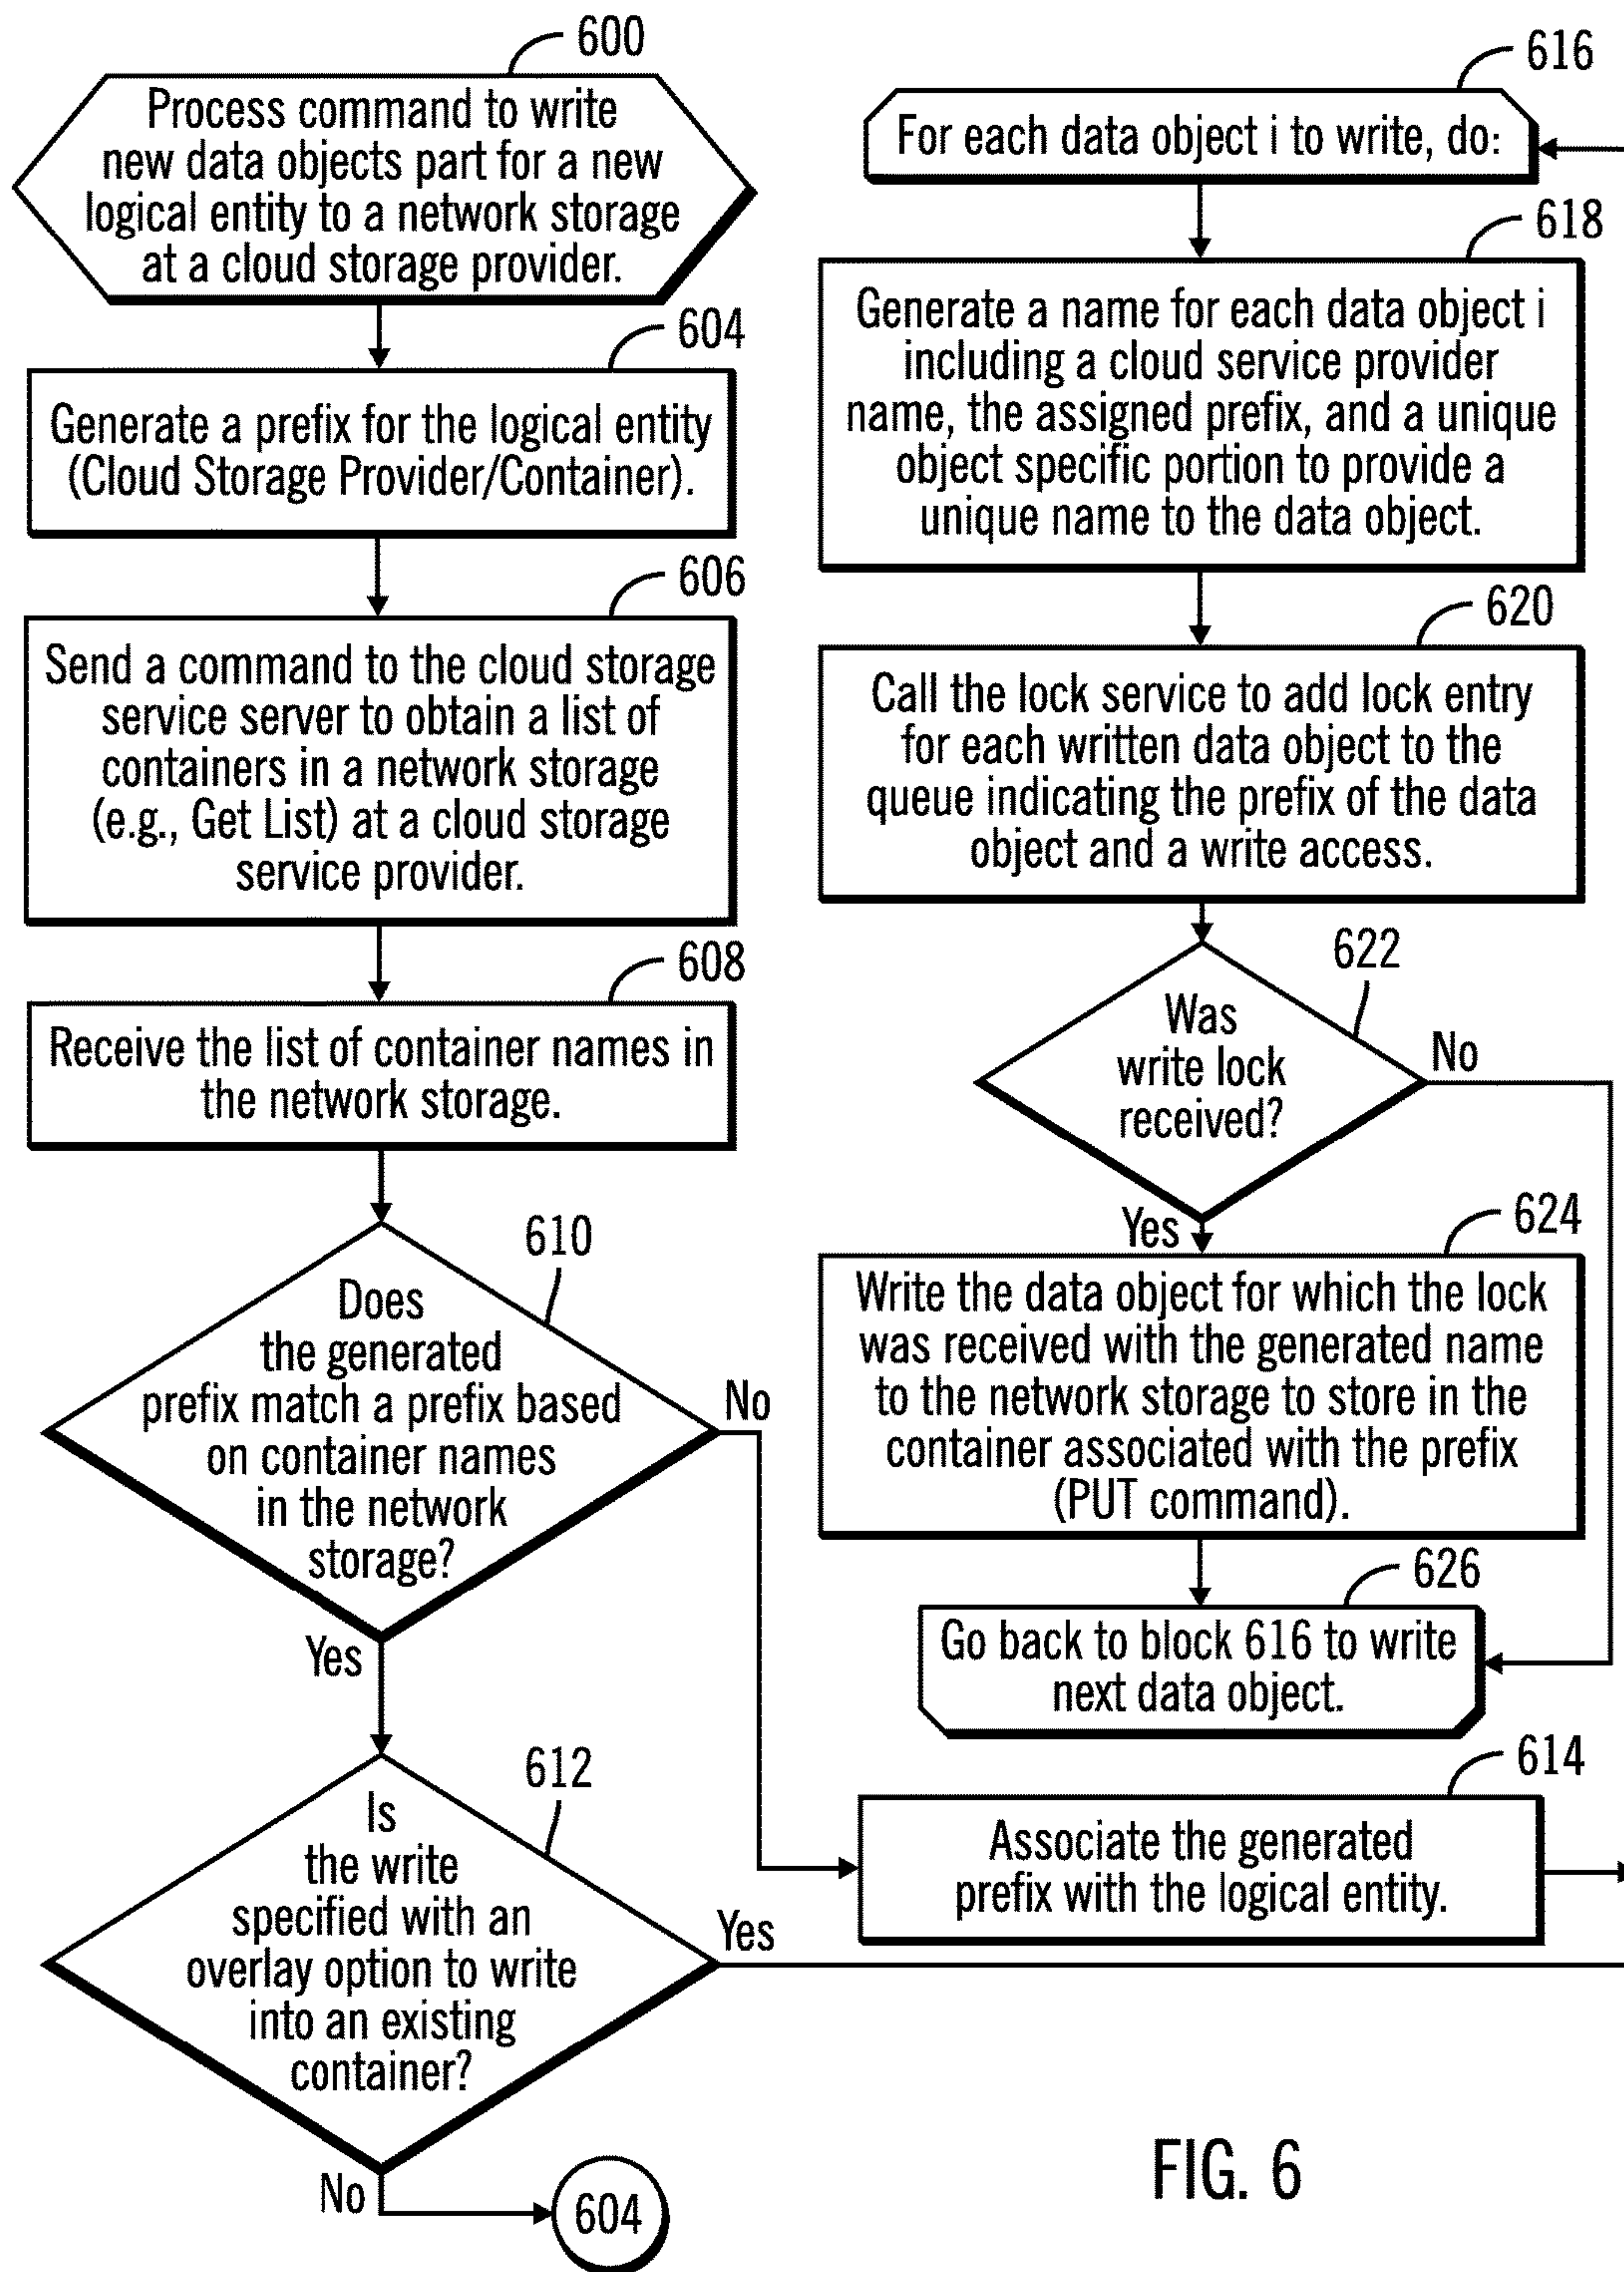 600
Process command to write
new data objects part for a new
logical entity to a network storage
at a cloud storage provider.
604
Generate a prefix for the logical entity
(Cloud Storage Provider/Container).
606
Send a command to the cloud storage
service server to obtain a list of
containers in a network storage
(e.g., Get List) at a cloud storage
service provider.
608
Receive the list of container names in
the network storage.
610
Does
the generated
prefix match a prefix based
on container names
in the network
storage?
No
Yes
612
Is
the write
specified with an
overlay option to write
into an existing
container?
Yes
No
604
616
For each data object i to write, do:
618
Generate a name for each data object i
including a cloud service provider
name, the assigned prefix, and a unique
object specific portion to provide a
unique name to the data object.
620
Call the lock service to add lock entry
for each written data object to the
queue indicating the prefix of the data
object and a write access.
622
Was
write lock
received?
No
Yes
624
Write the data object for which the lock
was received with the generated name
to the network storage to store in the
container associated with the prefix
(PUT command).
626
Go back to block 616 to write
next data object.
614
Associate the generated
prefix with the logical entity.
FIG. 6